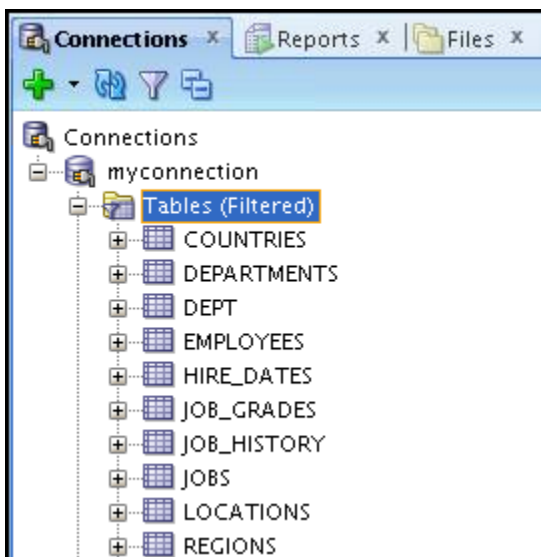 Connections Reports Files
Connections
myconnection
Tables (Filtered)
COUNTRIES
DEPARTMENTS
DEPT
EMPLOYEES
HIRE_DATES
JOB_GRADES
JOB_HISTORY
JOBS
LOCATIONS
REGIONS